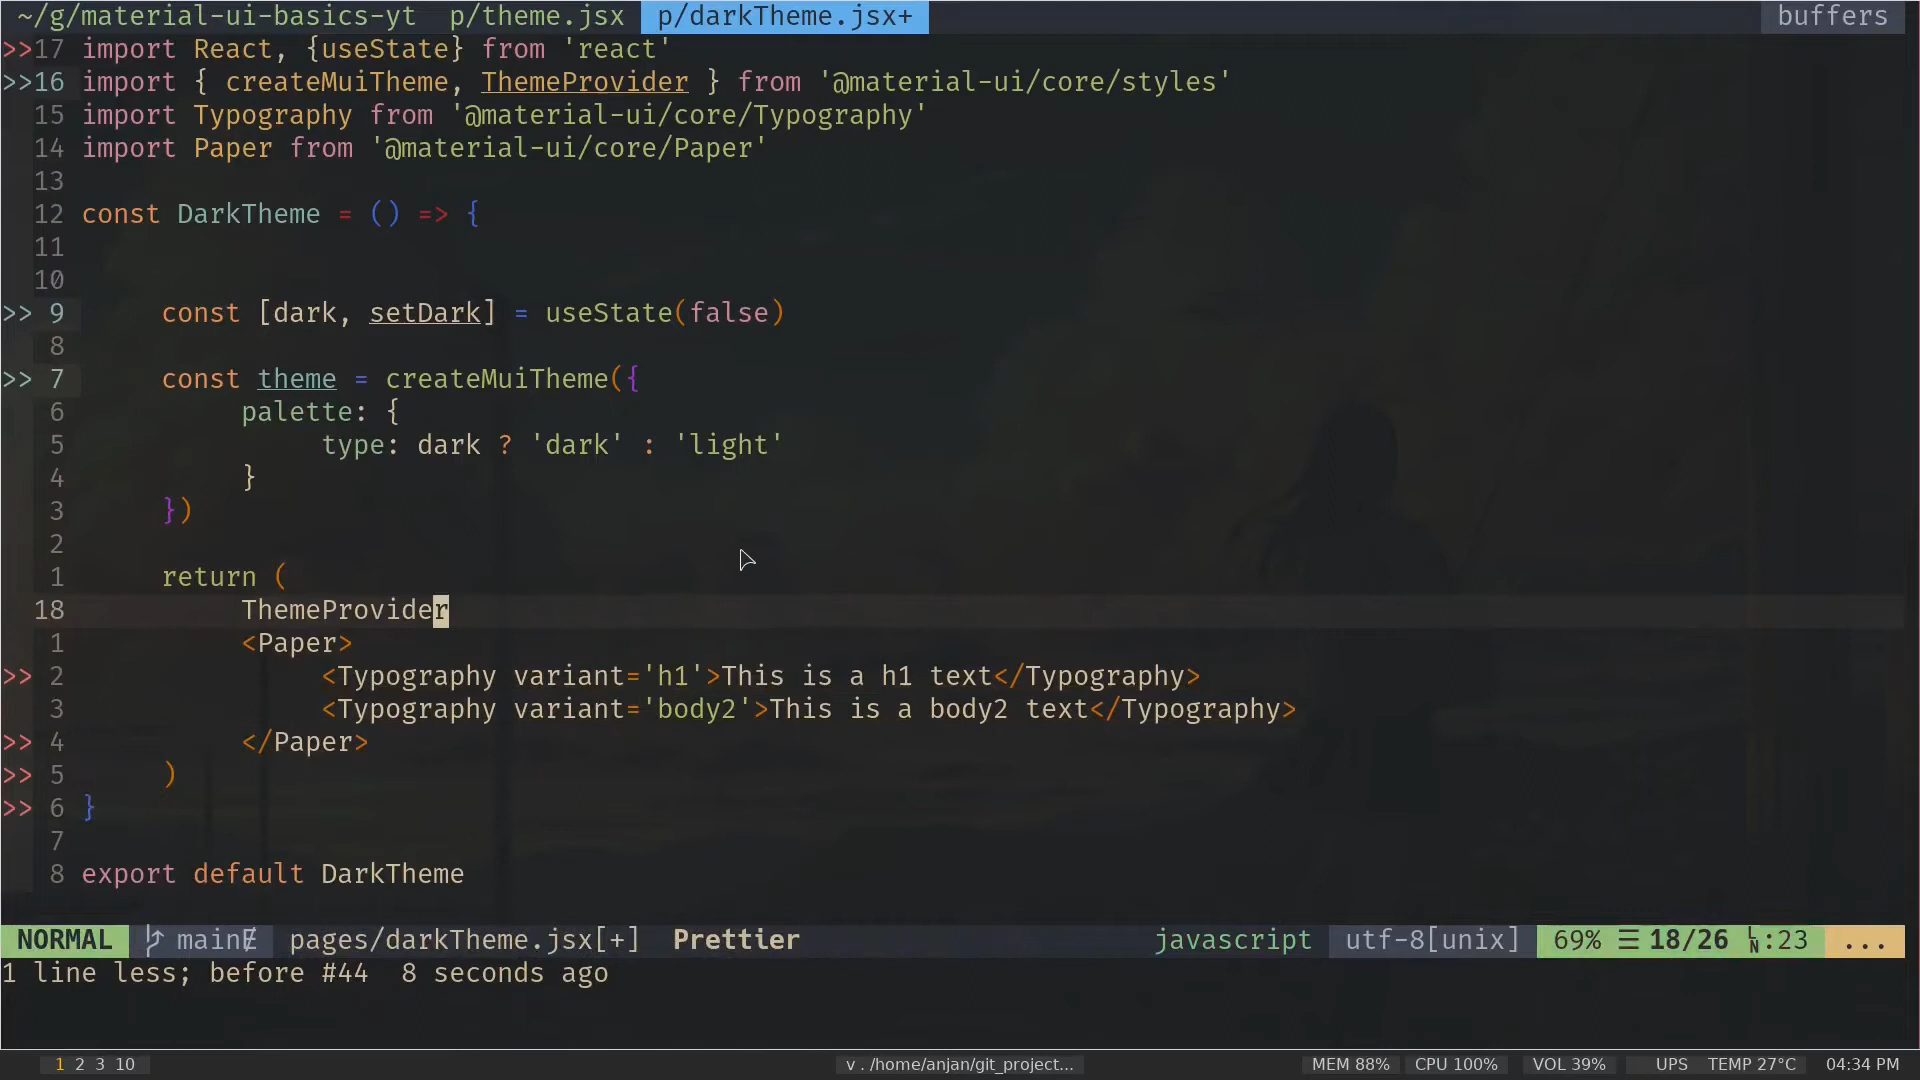 ~/g/material-ui-basics-yt p/theme.jsx p/darkTheme.jsx+ buffers
>>17 import React, {useState} from 'react'
>>16 import { createMuiTheme, ThemeProvider } from '@material-ui/core/styles'
15 import Typography from '@material-ui/core/Typography'
14 import Paper from '@material-ui/core/Paper'
13
12 const DarkTheme = () => {
11
10
>> 9 const [dark, setDark] = useState(false)
8
>> 7 const theme = createMuiTheme({
6 palette: {
5 type: dark ? 'dark' : 'light'
4 }
3 })
2
1 return (
18 ThemeProvider
1 <Paper>
>> 2 <Typography variant='h1'>This is a h1 text</Typography>
3 <Typography variant='body2'>This is a body2 text</Typography>
>> 4 </Paper>
>> 5 )
>> 6 }
7
8 export default DarkTheme
NORMAL main pages/darkTheme.jsx[+] Prettier javascript utf-8[unix] 69% ☰ 18/26 LN:23 ...
1 line less; before #44 8 seconds ago
1 2 3 10 v . /home/anjan/git_project... MEM 88% CPU 100% VOL 39% UPS TEMP 27°C 04:34 PM